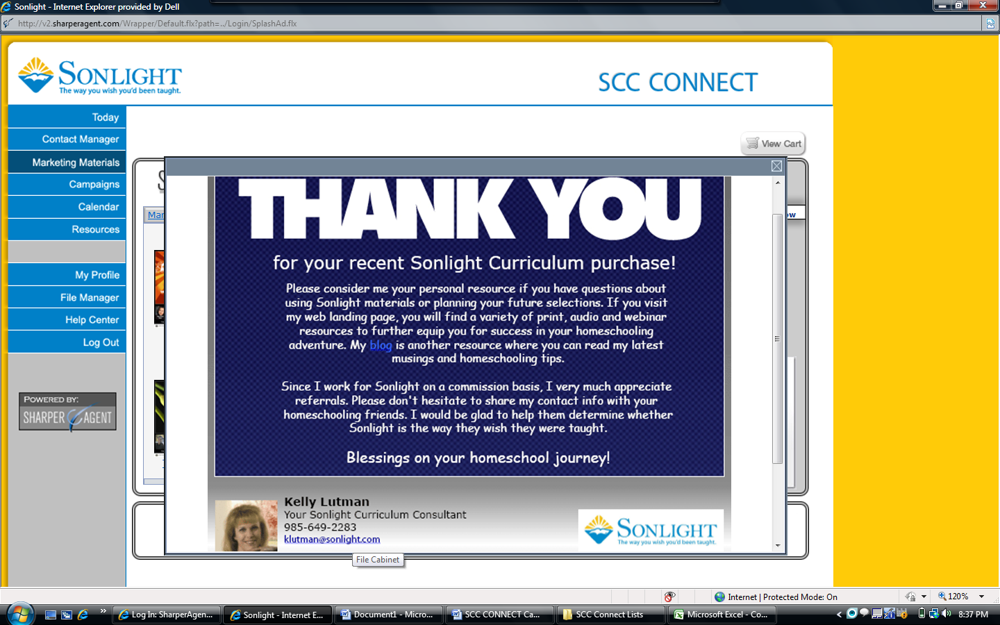 Sonlight - Internet Explorer provided by Dell
http://v2.sharperagent.com/Wrapper/Default.flx?path=../Login/SplashAd.flx
SONLIGHT
The way you wish you'd been taught.
SCC CONNECT
Today
Contact Manager
Marketing Materials
Campaigns
Calendar
Resources
My Profile
File Manager
Help Center
Log Out
POWERED BY:
SHARPER AGENT
View Cart
Mar
ow
THANK YOU
for your recent Sonlight Curriculum purchase!
Please consider me your personal resource if you have questions about
using Sonlight materials or planning your future selections. If you visit
my web landing page, you will find a variety of print, audio and webinar
resources to further equip you for success in your homeschooling
adventure. My blog is another resource where you can read my latest
musings and homeschooling tips.
Since I work for Sonlight on a commission basis, I very much appreciate
referrals. Please don't hesitate to share my contact info with your
homeschooling friends. I would be glad to help them determine whether
Sonlight is the way they wish they were taught.
Blessings on your homeschool journey!
Kelly Lutman
Your Sonlight Curriculum Consultant
985-649-2283
klutman@sonlight.com
SONLIGHT
The way you wish you'd been taught.
File Cabinet
Internet | Protected Mode: On
120%
Log In: SharperAgen...
Sonlight - Internet E...
Document1 - Micro...
SCC CONNECT Ca...
SCC Connect Lists
Microsoft Excel - Co...
8:37 PM